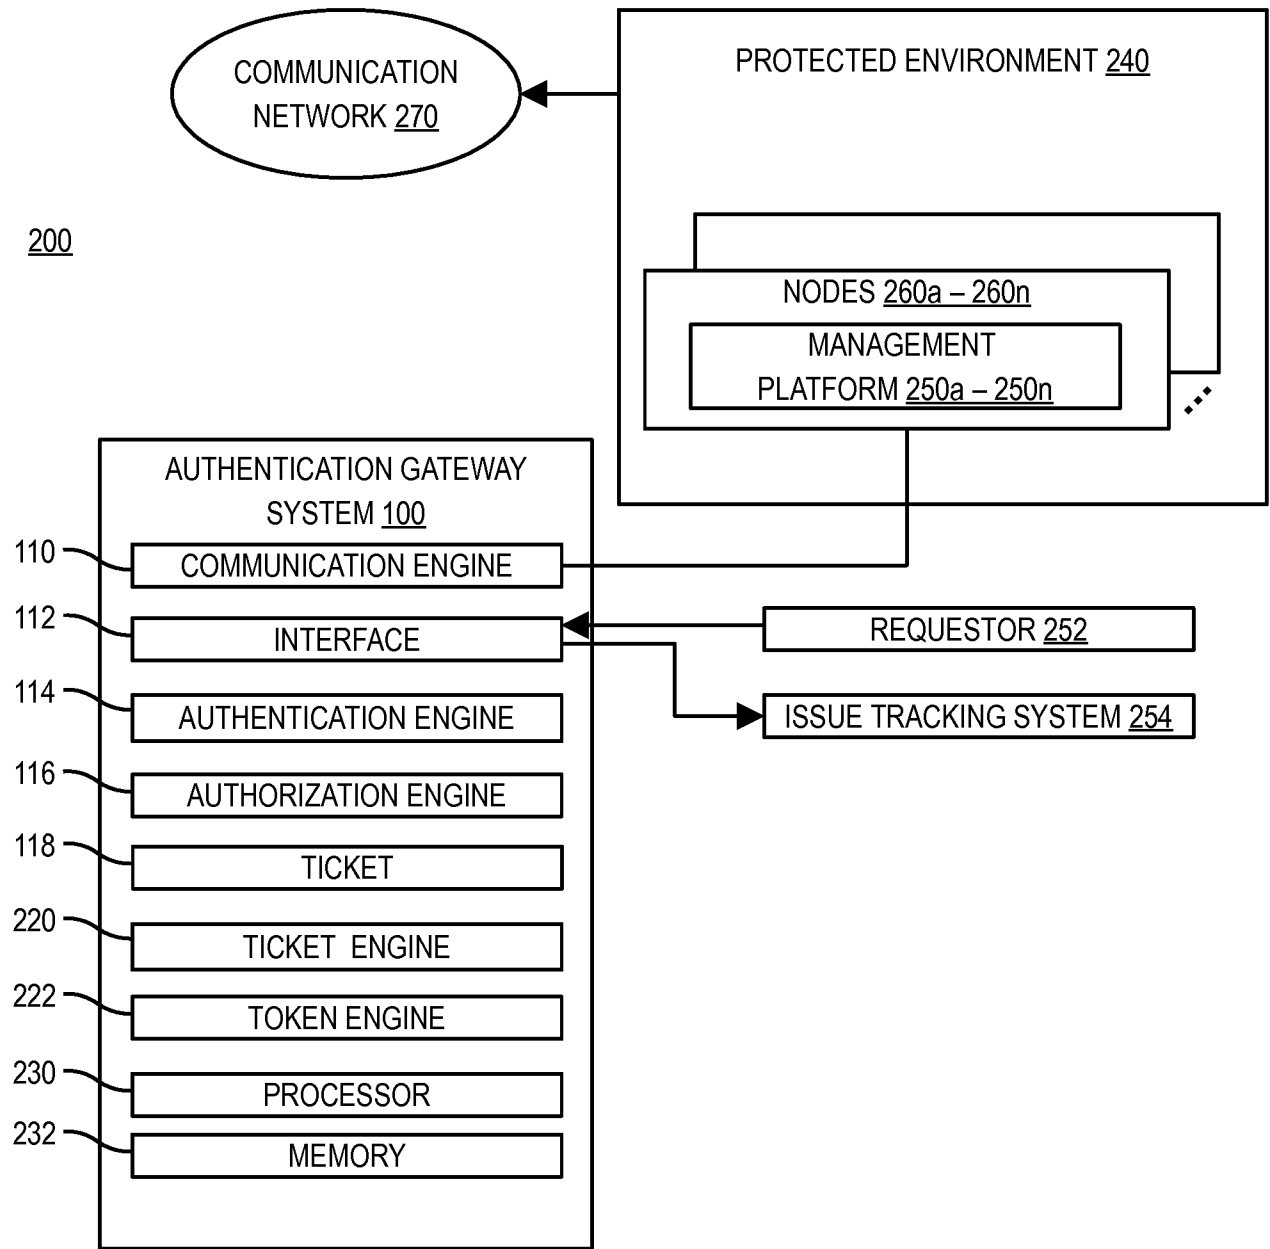 COMMUNICATION
NETWORK 270
PROTECTED ENVIRONMENT 240
200
NODES 260a – 260n
MANAGEMENT
PLATFORM 250a – 250n
AUTHENTICATION GATEWAY
SYSTEM 100
110
COMMUNICATION ENGINE
112
INTERFACE
REQUESTOR 252
114
AUTHENTICATION ENGINE
ISSUE TRACKING SYSTEM 254
116
AUTHORIZATION ENGINE
118
TICKET
220
TICKET ENGINE
222
TOKEN ENGINE
230
PROCESSOR
232
MEMORY